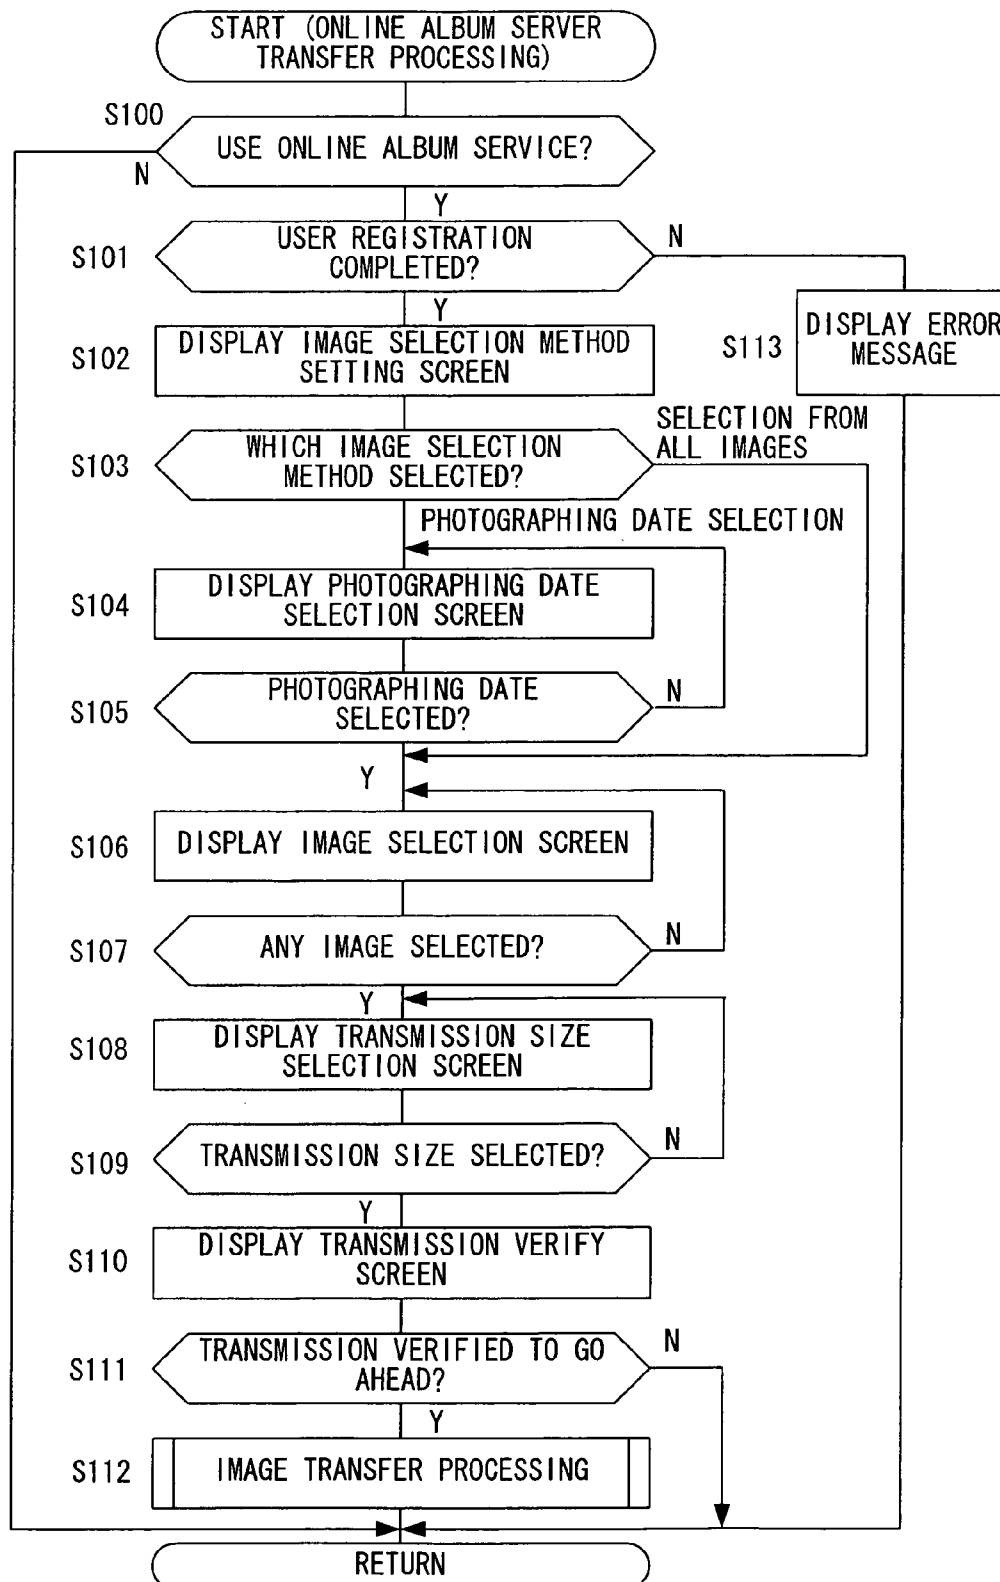 START (ONLINE ALBUM SERVER
TRANSFER PROCESSING)
S100
USE ONLINE ALBUM SERVICE?
N
Y
S101
USER REGISTRATION
COMPLETED?
N
Y
S102
DISPLAY IMAGE SELECTION METHOD
SETTING SCREEN
S113
DISPLAY ERROR
MESSAGE
S103
WHICH IMAGE SELECTION
METHOD SELECTED?
SELECTION FROM
ALL IMAGES
PHOTOGRAPHING DATE SELECTION
S104
DISPLAY PHOTOGRAPHING DATE
SELECTION SCREEN
S105
PHOTOGRAPHING DATE
SELECTED?
N
Y
S106
DISPLAY IMAGE SELECTION SCREEN
S107
ANY IMAGE SELECTED?
N
Y
S108
DISPLAY TRANSMISSION SIZE
SELECTION SCREEN
S109
TRANSMISSION SIZE SELECTED?
N
Y
S110
DISPLAY TRANSMISSION VERIFY
SCREEN
S111
TRANSMISSION VERIFIED TO GO
AHEAD?
N
Y
S112
IMAGE TRANSFER PROCESSING
RETURN